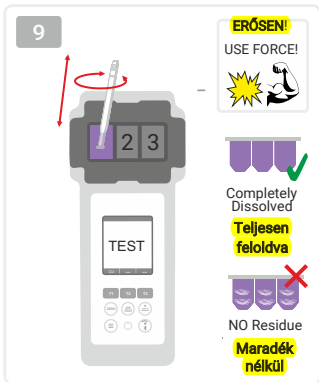 9
ERŐSEN!
USE FORCE!
2 3
TEST
Completely
Dissolved
Teljesen
feloldva
NO Residue
Maradék
nélkül